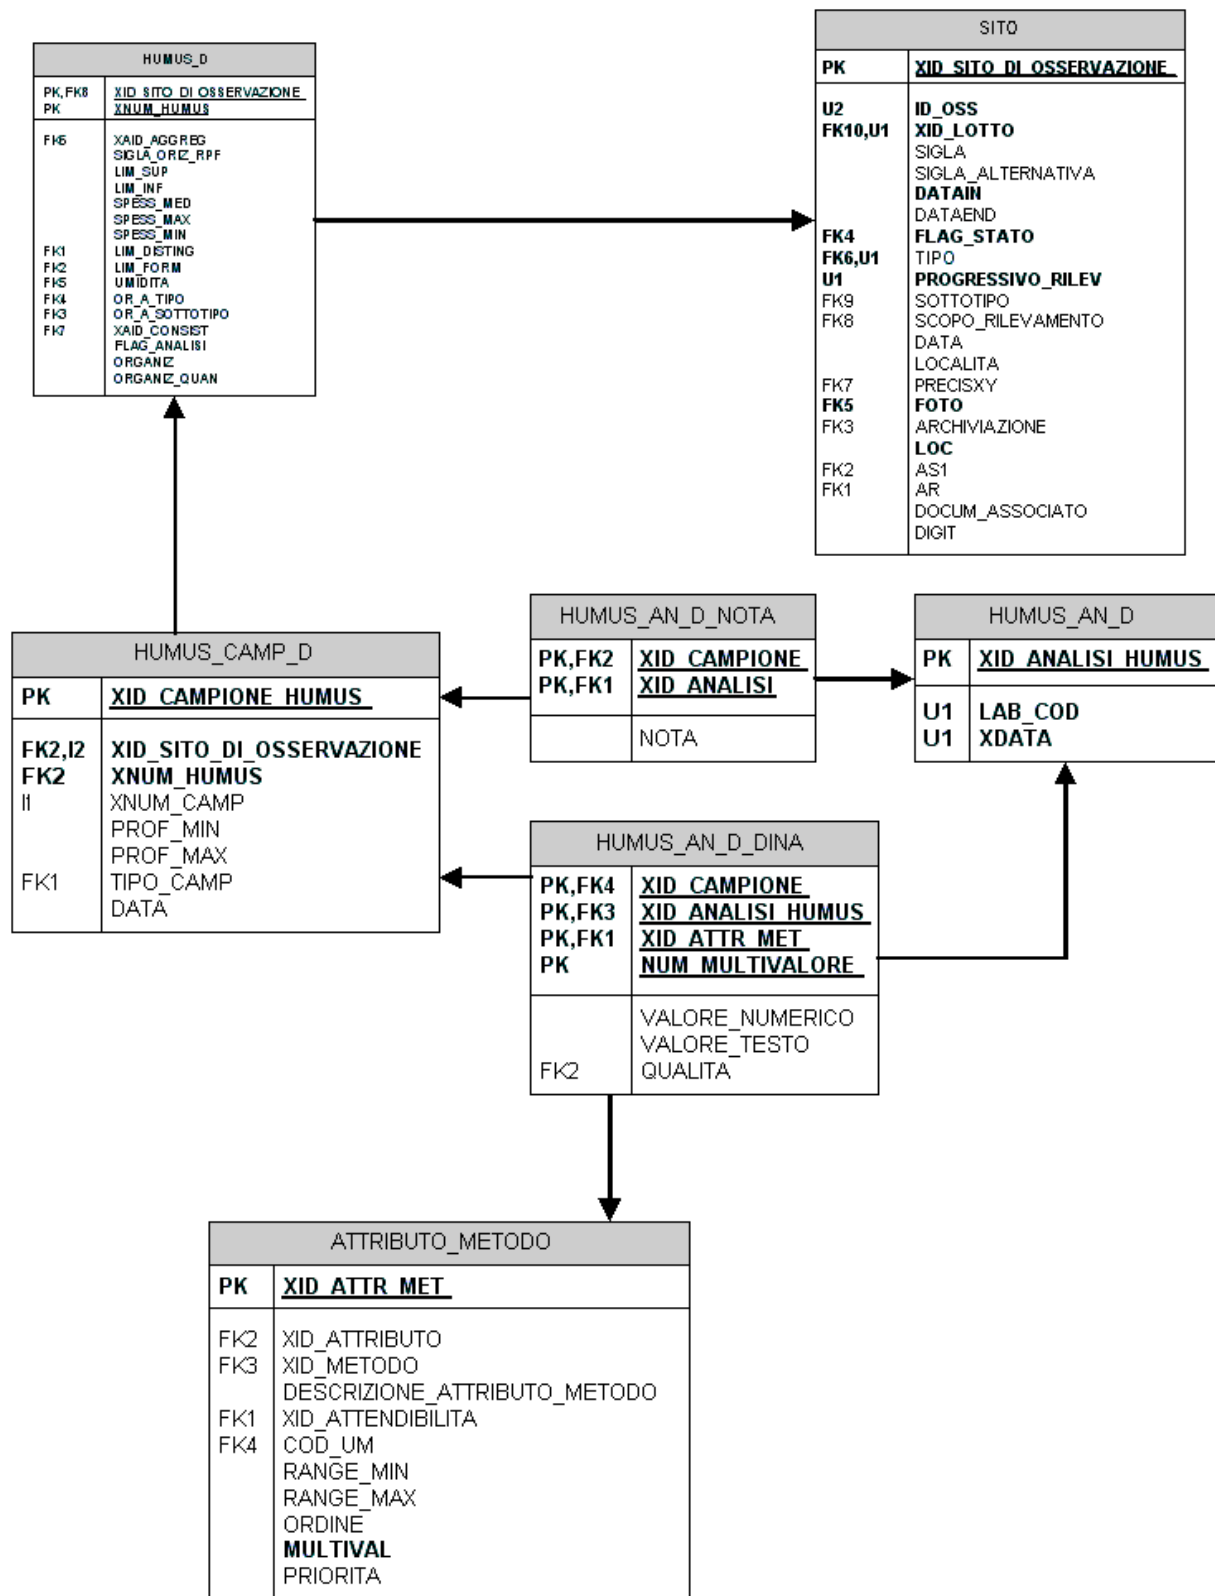 HUMUS_D
PK,FK8 XID_SITO_DI_OSSERVAZIONE
PK XNUM_HUMUS
FK6 XAID_AGGREG
SIGLA_ORIZ_RPF
LIM_SUP
LIM_INF
SPESS_MED
SPESS_MAX
SPESS_MIN
FK1 LIM_DISTING
FK2 LIM_FORM
FK5 UMIDITA
FK4 OR_A_TIPO
FK3 OR_A_SOTTOTIPO
FK7 XAID_CONSIST
FLAG_ANALISI
ORGANIZ
ORGANIZ_QUAN
SITO
PK XID_SITO_DI_OSSERVAZIONE
U2 ID_OSS
FK10,U1 XID_LOTTO
SIGLA
SIGLA_ALTERNATIVA
DATAIN
DATAEND
FK4 FLAG_STATO
FK6,U1 TIPO
U1 PROGRESSIVO_RILEV
FK9 SOTTOTIPO
FK8 SCOPO_RILEVAMENTO
DATA
LOCALITA
FK7 PRECISXY
FK5 FOTO
FK3 ARCHIVIAZIONE
LOC
FK2 AS1
FK1 AR
DOCUM_ASSOCIATO
DIGIT
HUMUS_CAMP_D
PK XID_CAMPIONE_HUMUS
FK2,I2 XID_SITO_DI_OSSERVAZIONE
FK2 XNUM_HUMUS
I1 XNUM_CAMP
PROF_MIN
PROF_MAX
FK1 TIPO_CAMP
DATA
HUMUS_AN_D_NOTA
PK,FK2 XID_CAMPIONE
PK,FK1 XID_ANALISI
NOTA
HUMUS_AN_D
PK XID_ANALISI_HUMUS
U1 LAB_COD
U1 XDATA
HUMUS_AN_D_DINA
PK,FK4 XID_CAMPIONE
PK,FK3 XID_ANALISI_HUMUS
PK,FK1 XID_ATTR_MET
PK NUM_MULTIVALORE
VALORE_NUMERICO
VALORE_TESTO
FK2 QUALITA
ATTRIBUTO_METODO
PK XID_ATTR_MET
FK2 XID_ATTRIBUTO
FK3 XID_METODO
DESCRIZIONE_ATTRIBUTO_METODO
FK1 XID_ATTENDIBILITA
FK4 COD_UM
RANGE_MIN
RANGE_MAX
ORDINE
MULTIVAL
PRIORITA